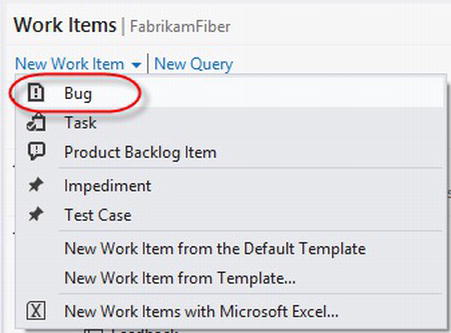 Work Items | FabrikamFiber
New Work Item | New Query
Bug
Task
Product Backlog Item
Impediment
Test Case
New Work Item from the Default Template
New Work Item from Template...
New Work Items with Microsoft Excel...